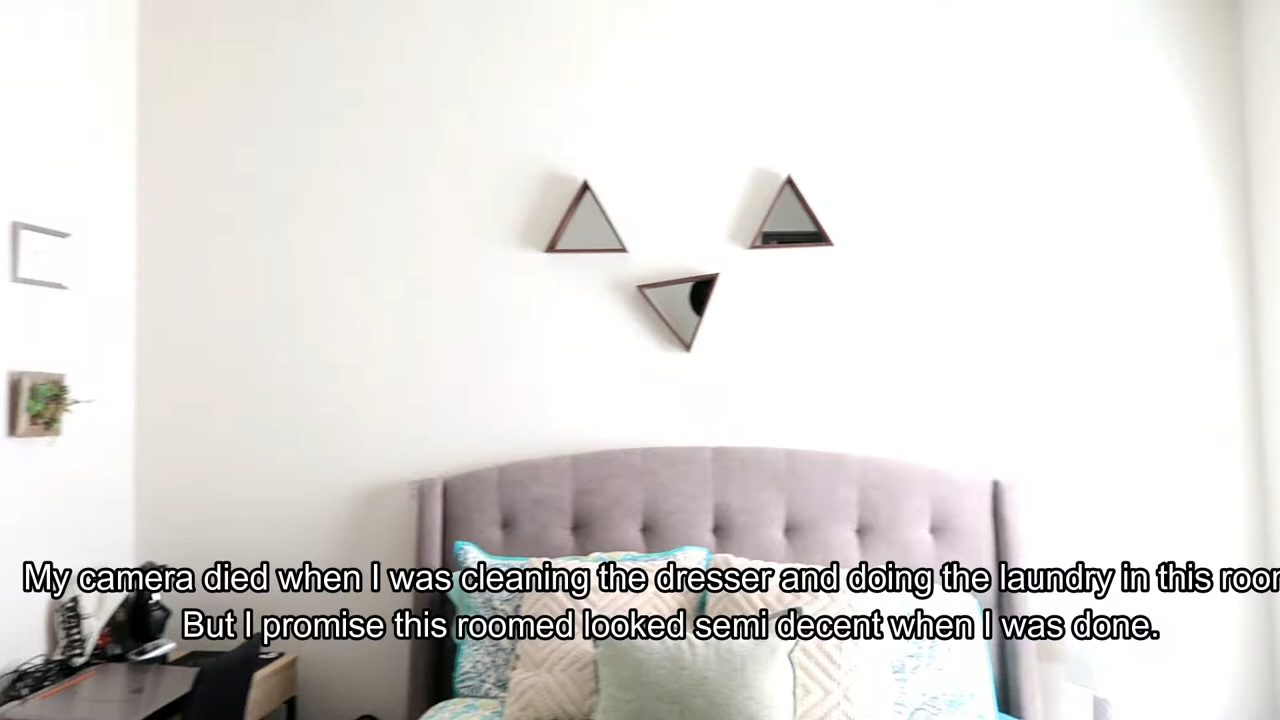 My camera died when I was cleaning the dresser and doing the laundry in this roor
But I promise this roomed looked semi decent when I was done.